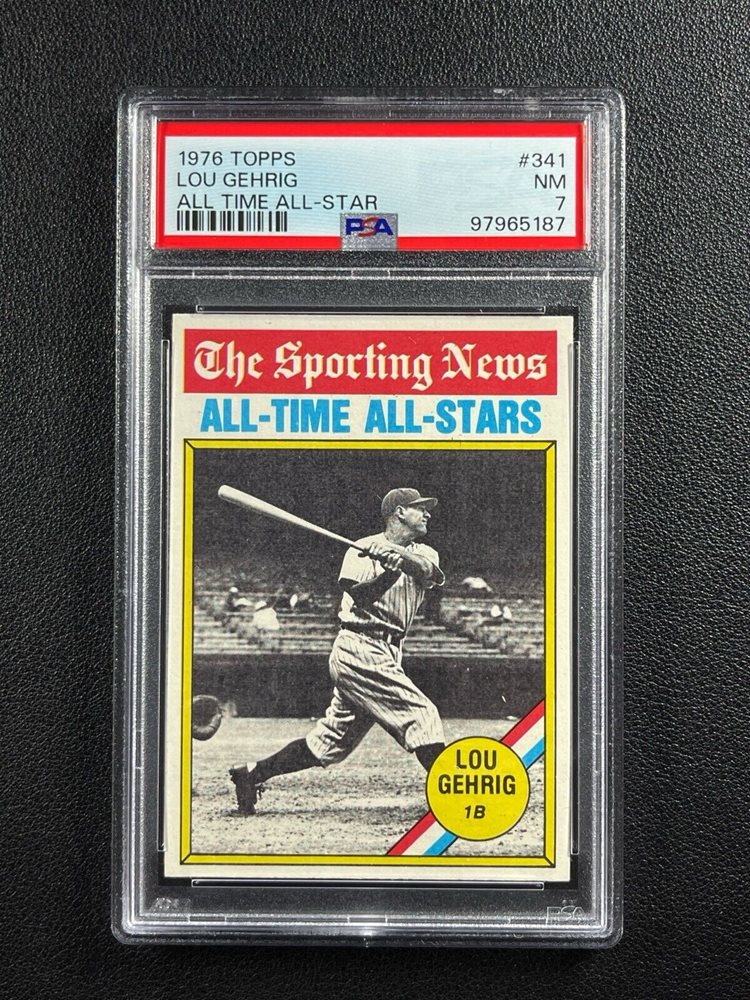 1976 TOPPS #341
LOU GEHRIG NM
ALL TIME ALL-STAR 7
PSA 97965187
The Sporting News
ALL-TIME ALL-STARS
LOU
GEHRIG
1B
PSA